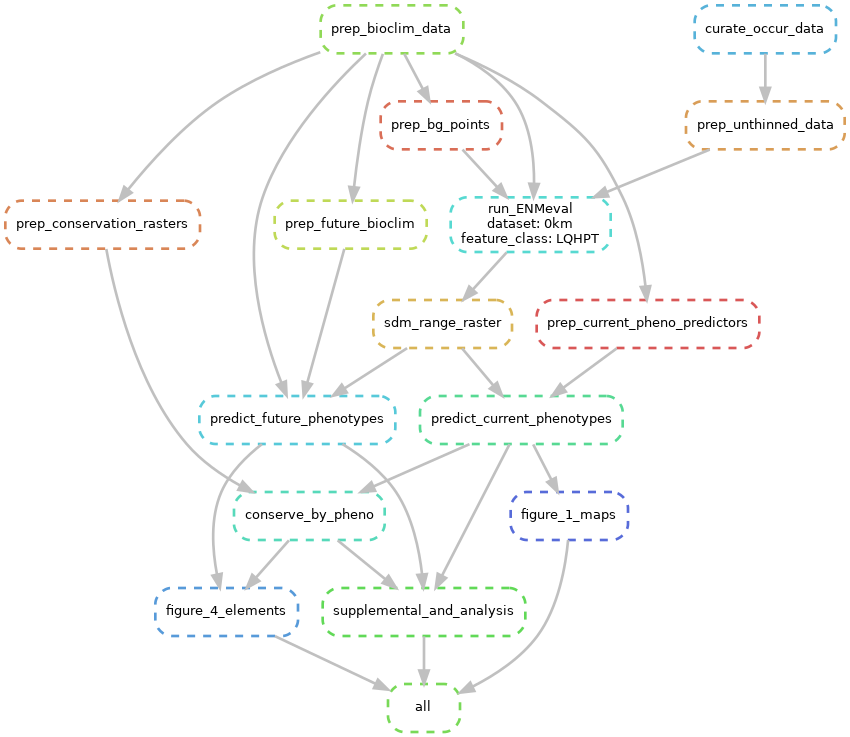 prep_bioclim_data
curate_occur_data
prep_bg_points
prep_unthinned_data
prep_conservation_rasters
prep_future_bioclim
run_ENMeval
dataset: 0km
feature_class: LQHPT
sdm_range_raster
prep_current_pheno_predictors
predict_future_phenotypes
predict_current_phenotypes
conserve_by_pheno
figure_1_maps
figure_4_elements
supplemental_and_analysis
all